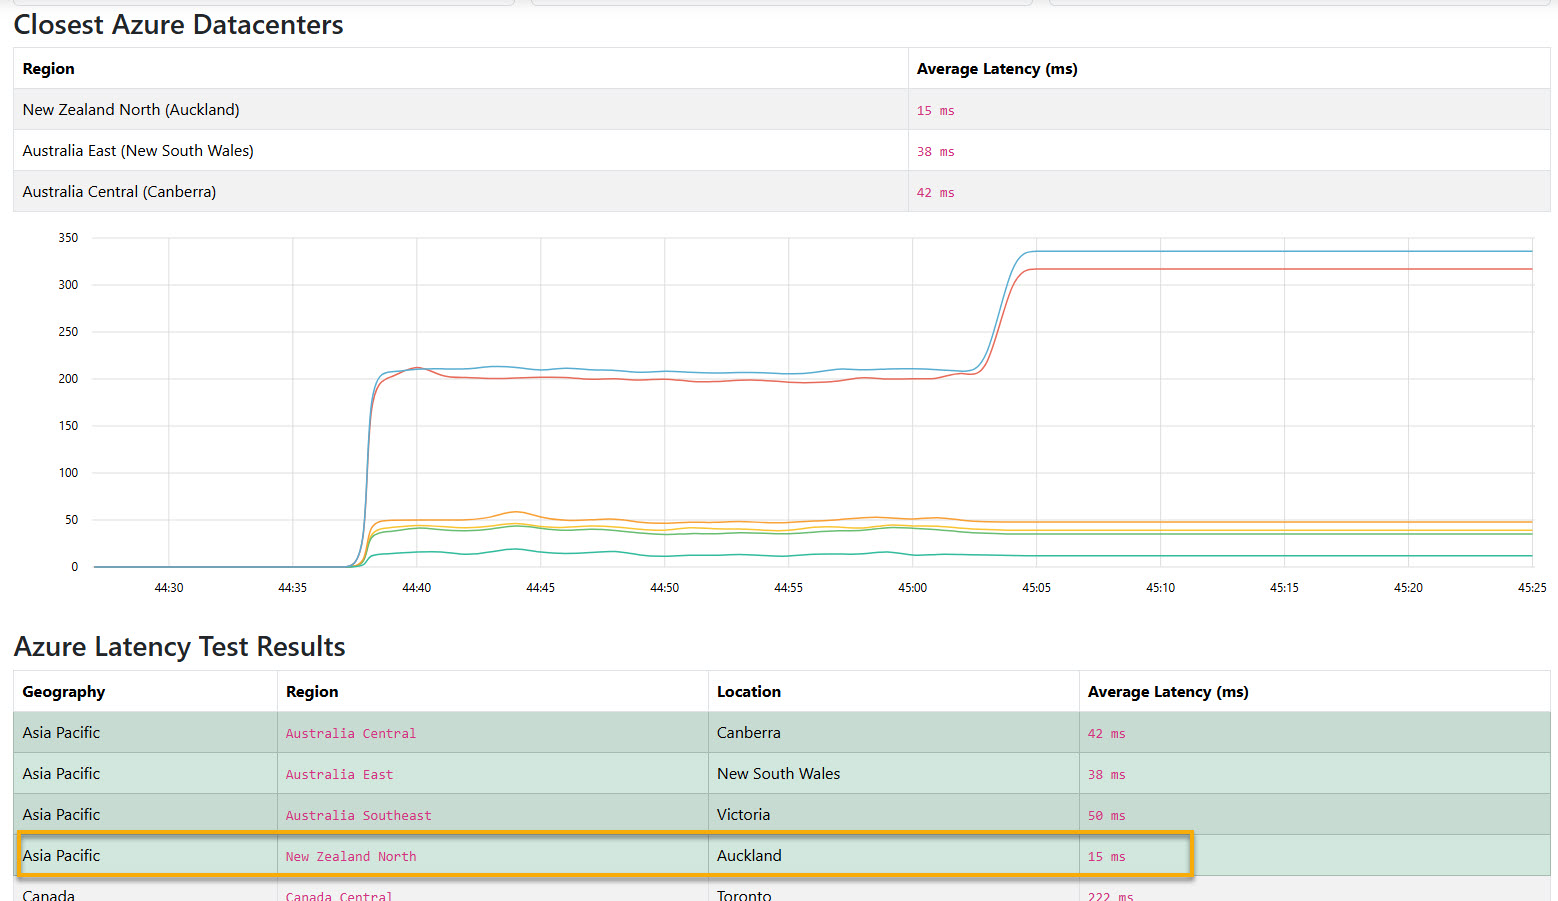 Closest Azure Datacenters
Region Average Latency (ms)
New Zealand North (Auckland) 15 ms
Australia East (New South Wales) 38 ms
Australia Central (Canberra) 42 ms
350
300
250
200
150
100
50
0
44:30 44:35 44:40 44:45 44:50 44:55 45:00 45:05 45:10 45:15 45:20 45:25
Azure Latency Test Results
Geography Region Location Average Latency (ms)
Asia Pacific Australia Central Canberra 42 ms
Asia Pacific Australia East New South Wales 38 ms
Asia Pacific Australia Southeast Victoria 50 ms
Asia Pacific New Zealand North Auckland 15 ms
Canada Canada Central Toronto 222 ms